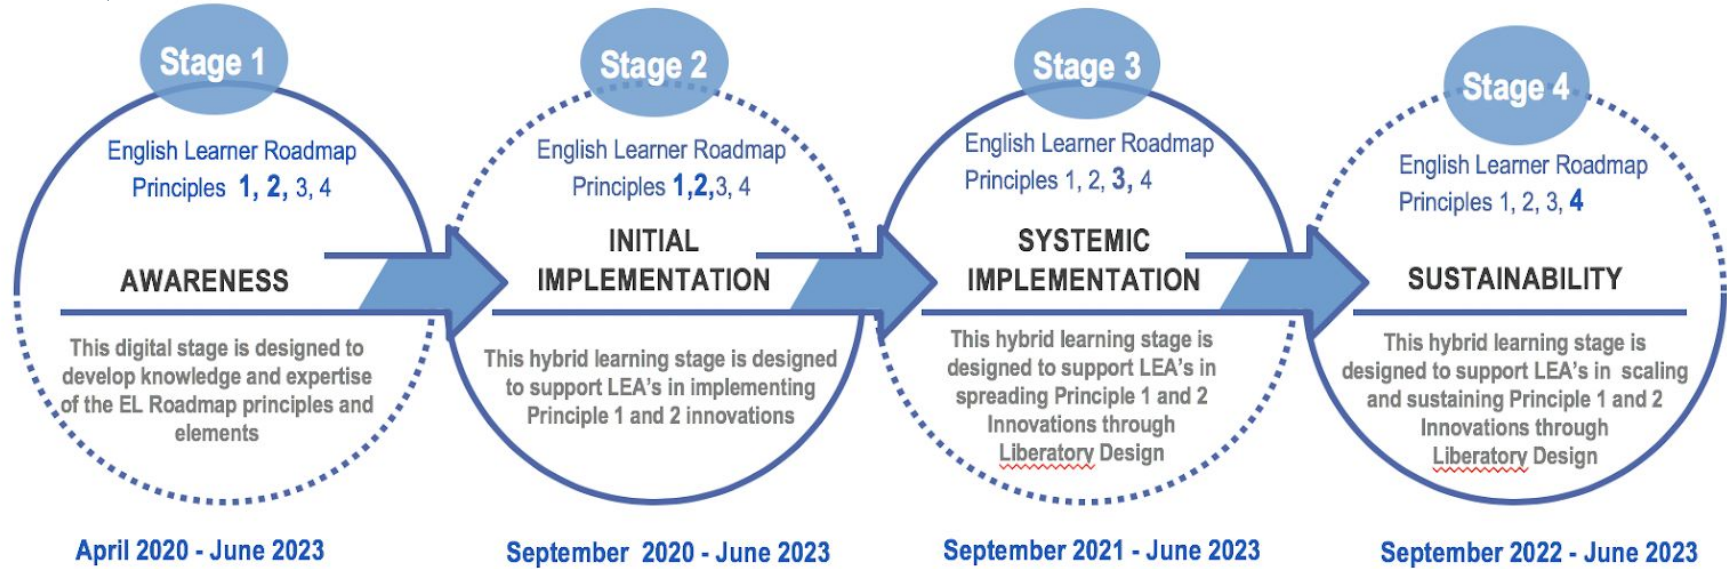 Stage 1
English Learner Roadmap
Principles 1, 2, 3, 4
AWARENESS
This digital stage is designed to
develop knowledge and expertise
of the EL Roadmap principles and
elements
April 2020 - June 2023
Stage 2
English Learner Roadmap
Principles 1,2,3, 4
INITIAL
IMPLEMENTATION
This hybrid learning stage is designed
to support LEA's in implementing
Principle 1 and 2 innovations
September 2020 - June 2023
Stage 3
English Learner Roadmap
Principles 1, 2, 3, 4
SYSTEMIC
IMPLEMENTATION
This hybrid learning stage is
designed to support LEA's in
spreading Principle 1 and 2
Innovations through
Liberatory Design
September 2021 - June 2023
Stage 4
English Learner Roadmap
Principles 1, 2, 3, 4
SUSTAINABILITY
This hybrid learning stage is
designed to support LEA's in scaling
and sustaining Principle 1 and 2
Innovations through
Liberatory Design
September 2022 - June 2023